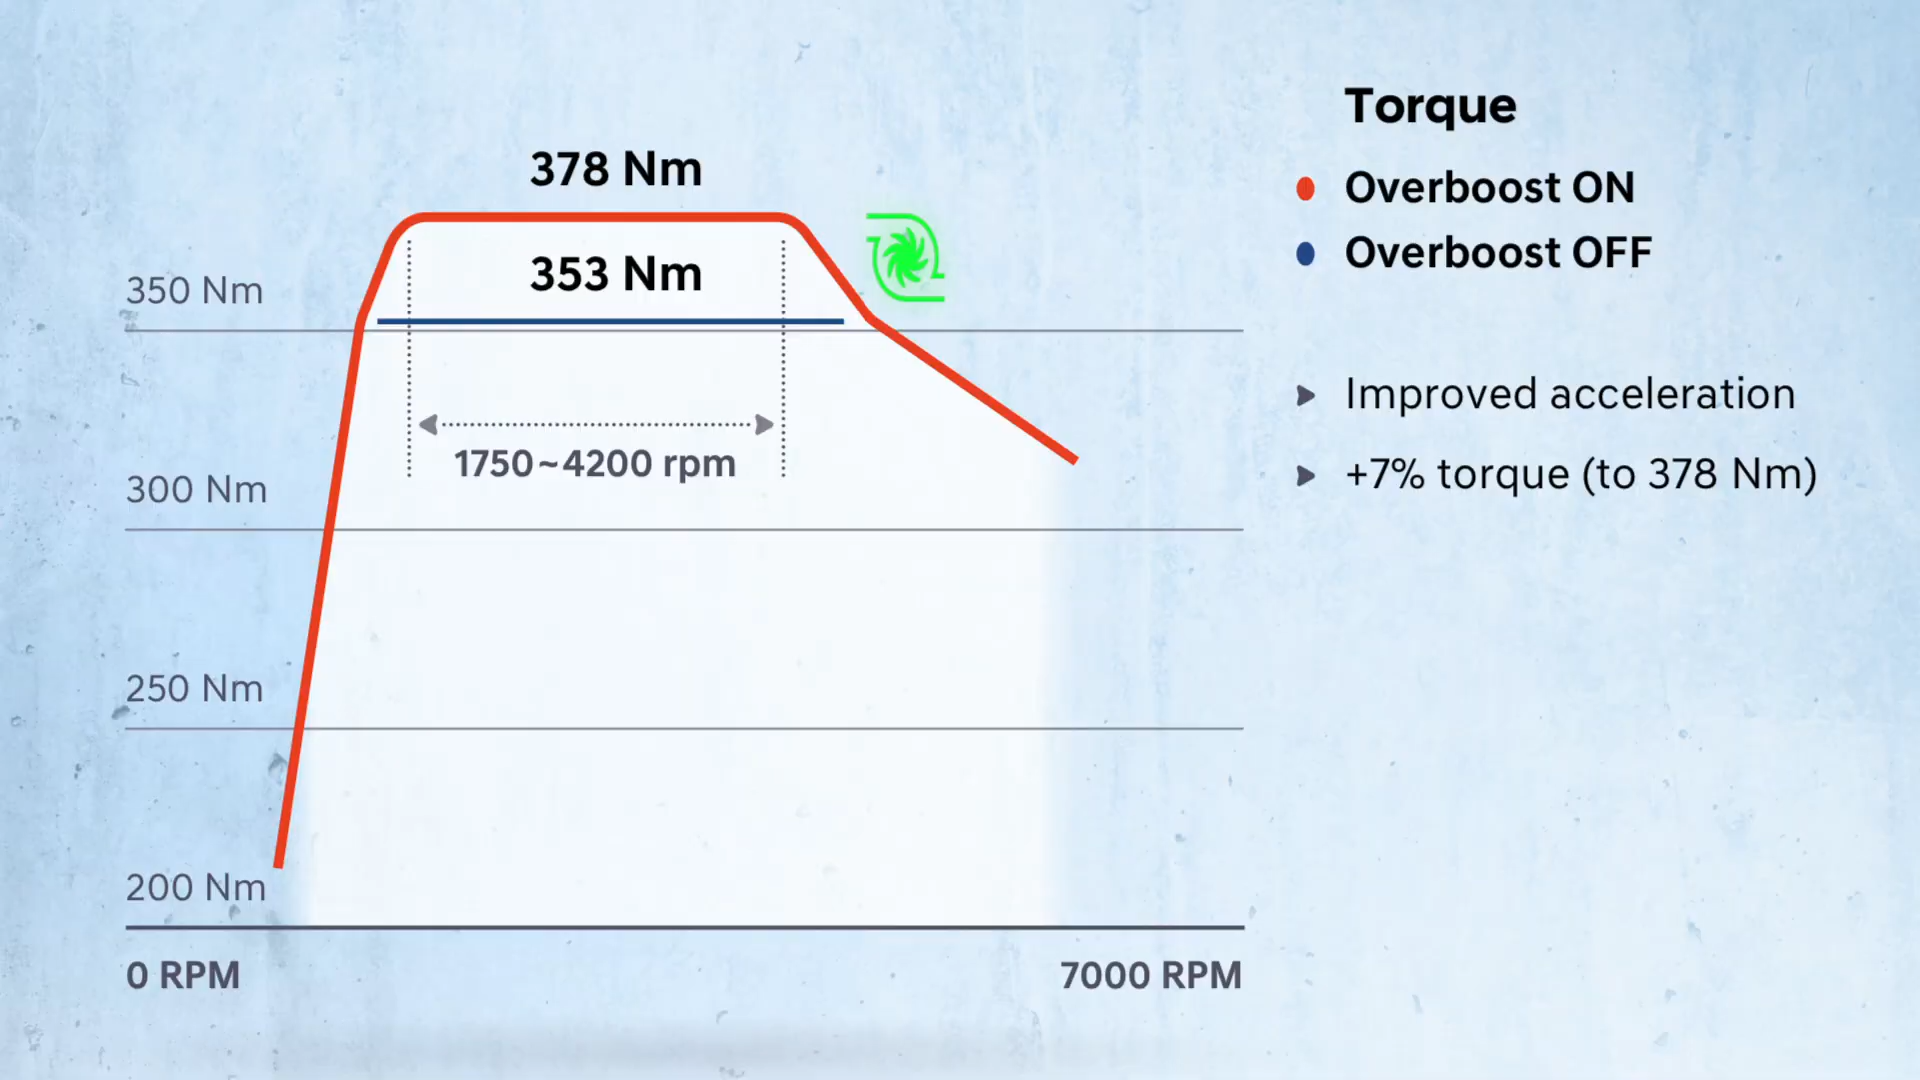 Torque
Overboost ON
Overboost OFF
Improved acceleration
+7% torque (to 378 Nm)
378 Nm
353 Nm
350 Nm
1750~4200 rpm
300 Nm
250 Nm
200 Nm
0 RPM
7000 RPM